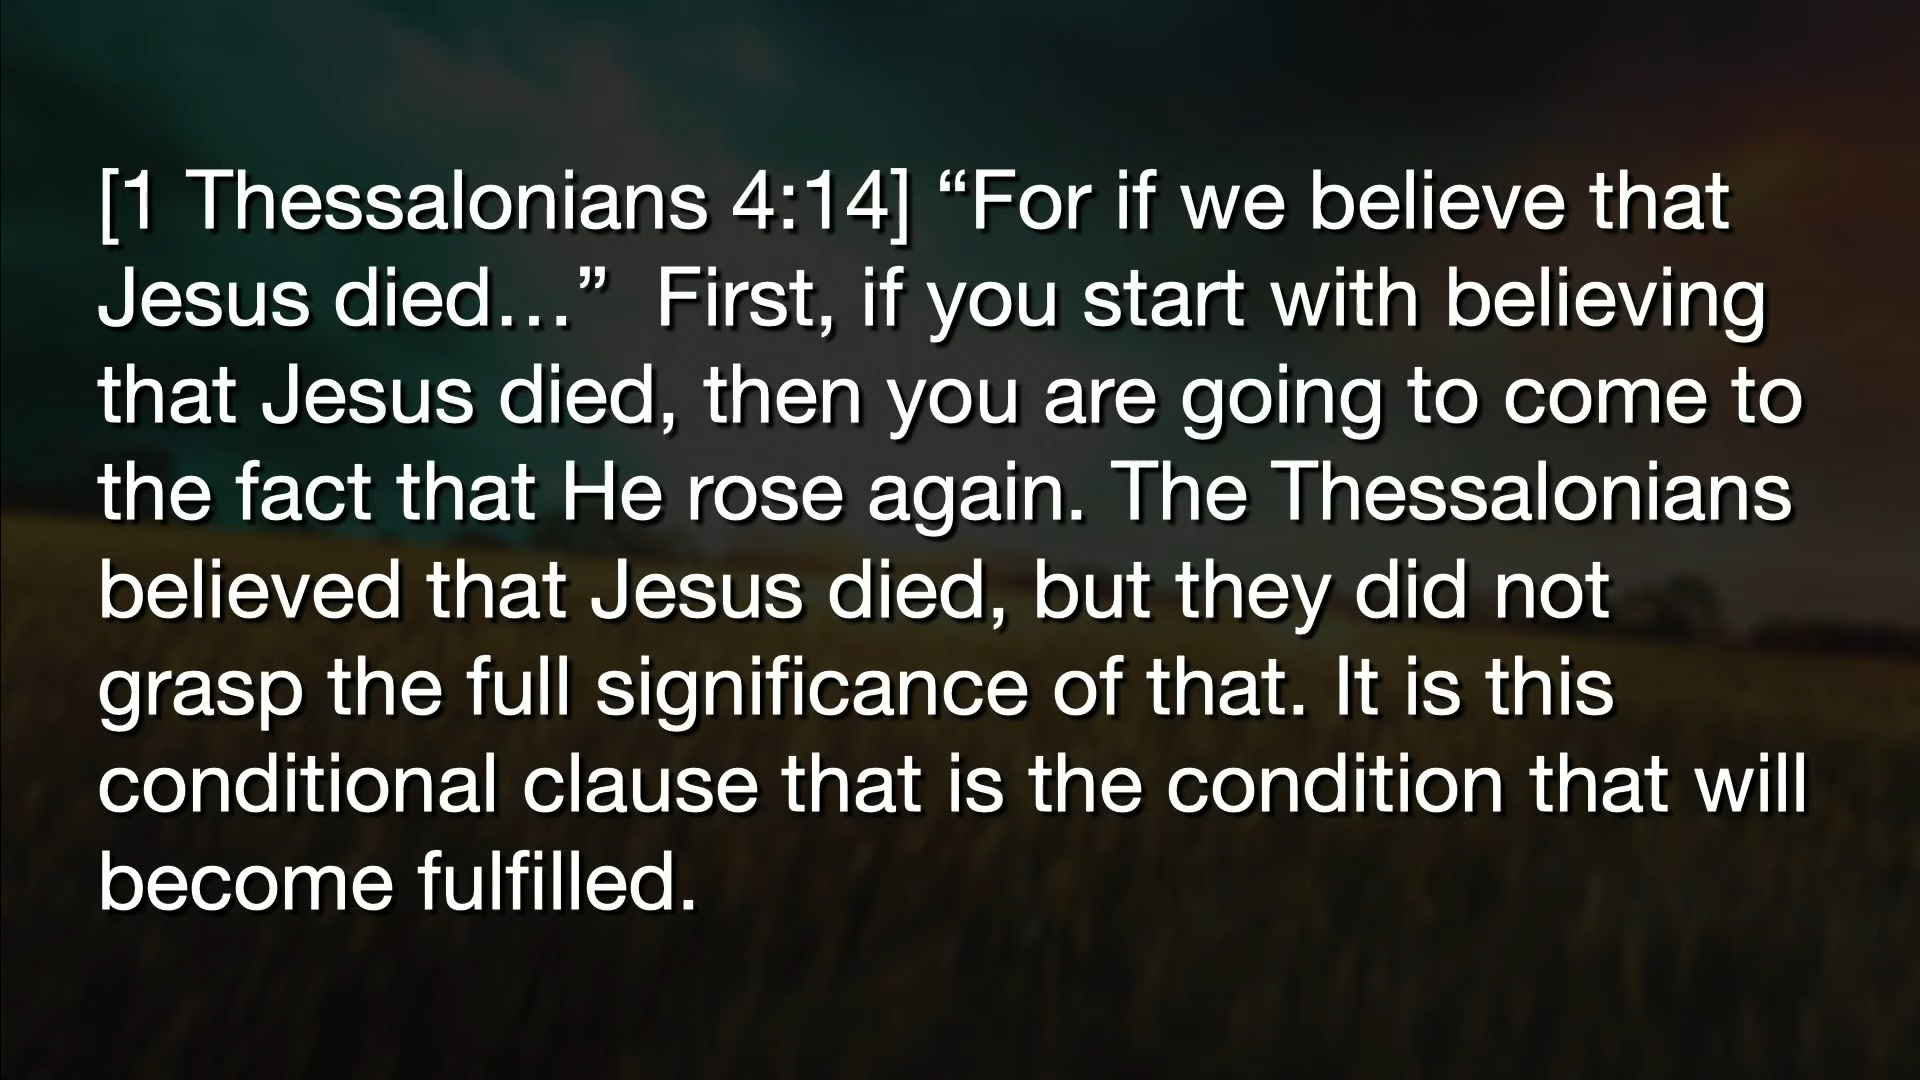 [1 Thessalonians 4:14] “For if we believe that
Jesus died…”  First, if you start with believing
that Jesus died, then you are going to come to
the fact that He rose again. The Thessalonians
believed that Jesus died, but they did not
grasp the full significance of that. It is this
conditional clause that is the condition that will
become fulfilled.